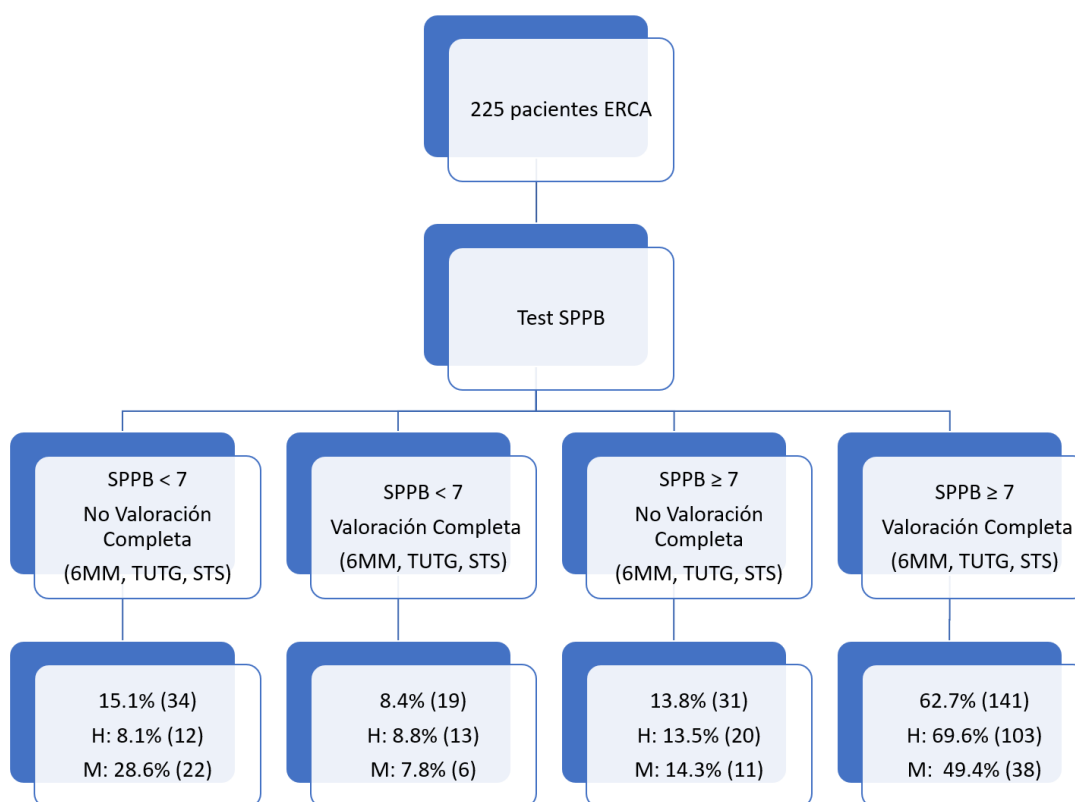 225 pacientes ERCA
Test SPPB
SPPB < 7
No Valoración
Completa
(6MM, TUTG, STS)
SPPB < 7
Valoración Completa
(6MM, TUTG, STS)
SPPB ≥ 7
No Valoración
Completa
(6MM, TUTG, STS)
SPPB ≥ 7
Valoración Completa
(6MM, TUTG, STS)
15.1% (34)
H: 8.1% (12)
M: 28.6% (22)
8.4% (19)
H: 8.8% (13)
M: 7.8% (6)
13.8% (31)
H: 13.5% (20)
M: 14.3% (11)
62.7% (141)
H: 69.6% (103)
M: 49.4% (38)